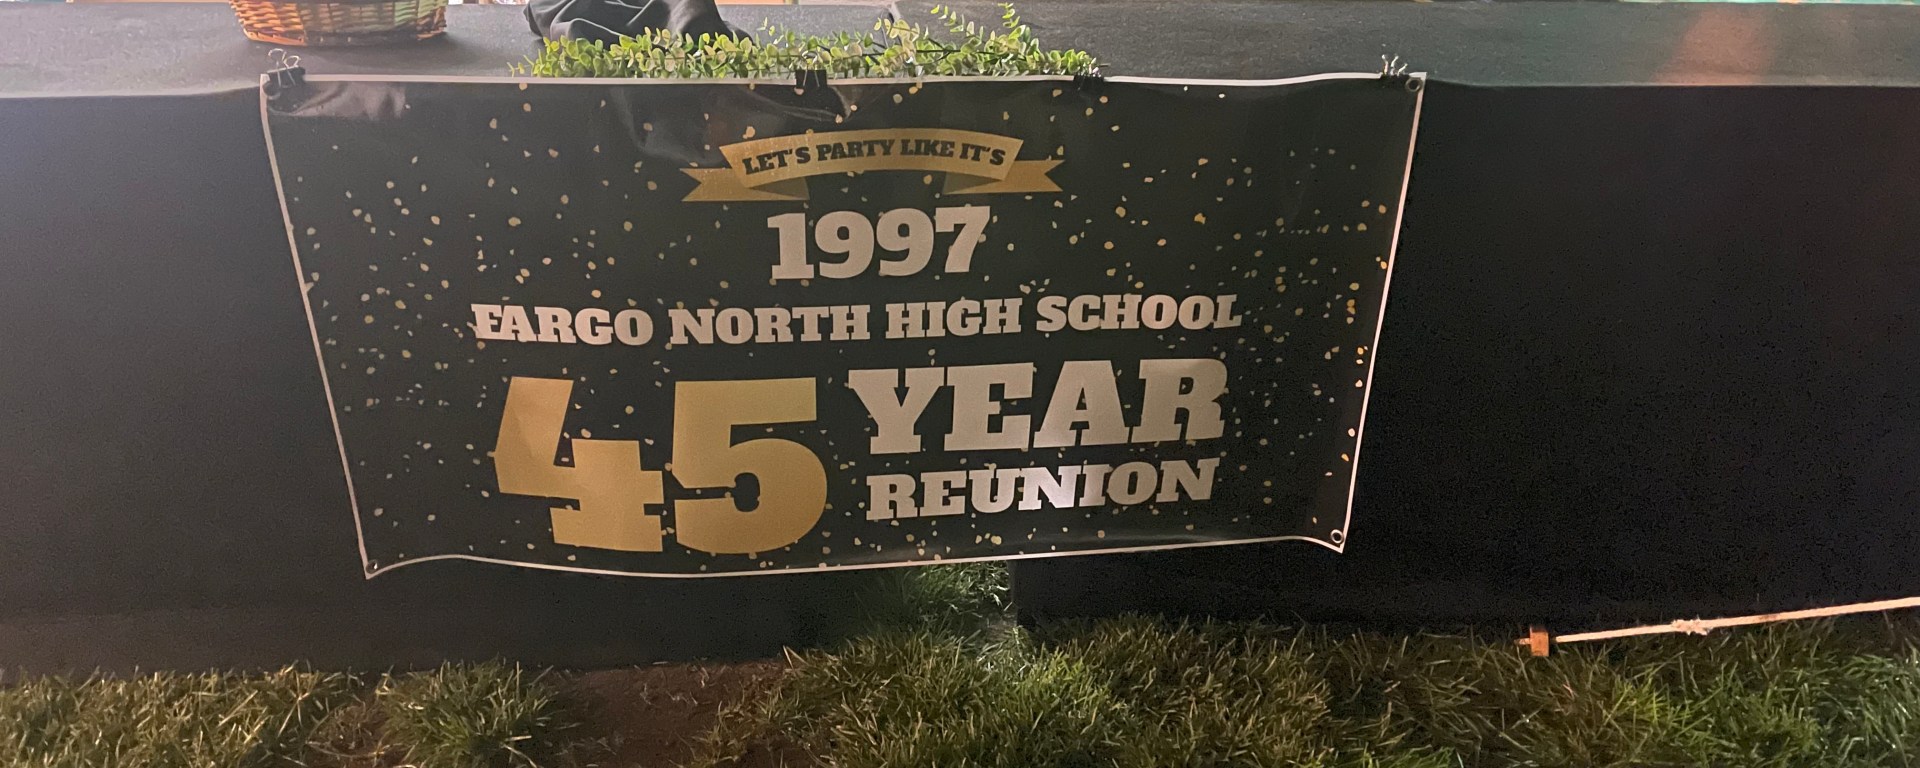 LET'S PARTY LIKE IT'S
1997
FARGO NORTH HIGH SCHOOL
45 YEAR
REUNION